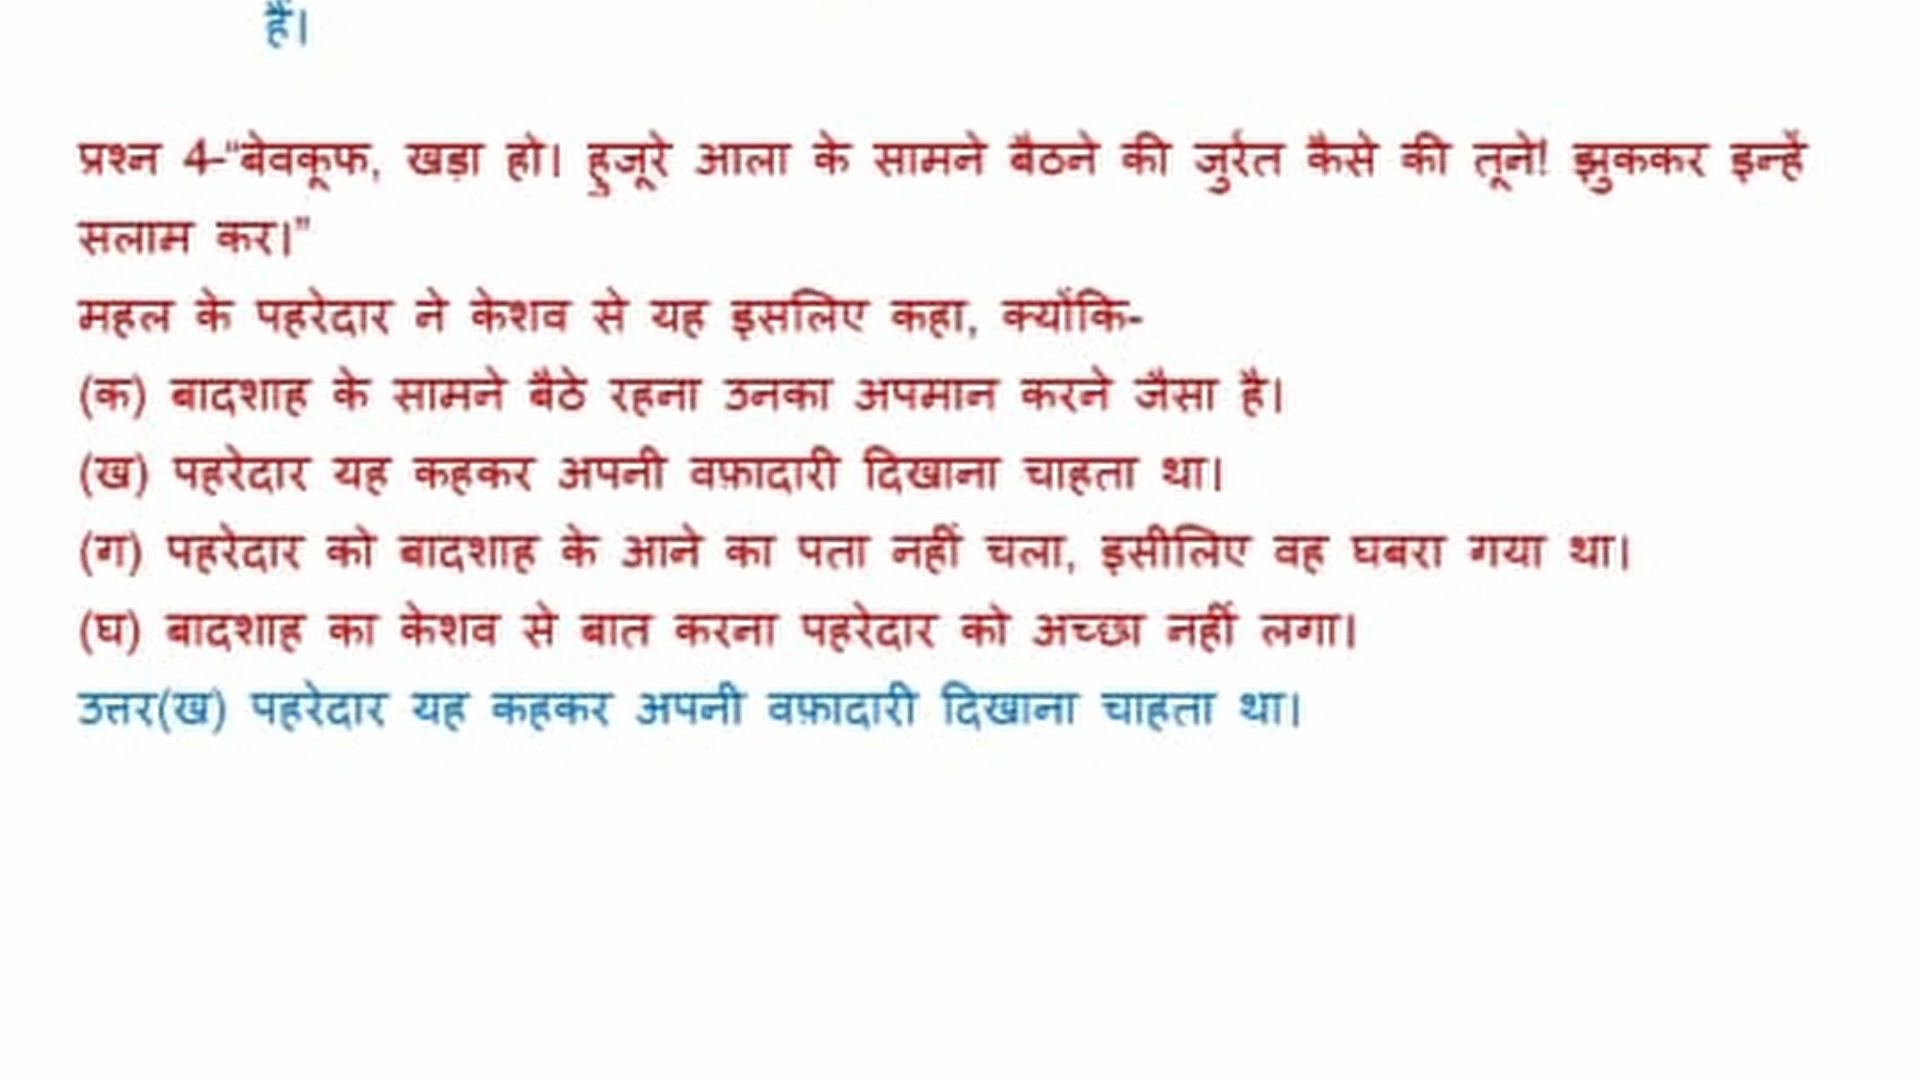 हैं।
प्रश्न 4-"बेवकूफ, खड़ा हो। हुजूरे आला के सामने बैठने की जुर्रत कैसे की तूने! झुककर इन्हें
सलाम कर।"
महल के पहरेदार ने केशव से यह इसलिए कहा, क्योंकि-
(क) बादशाह के सामने बैठे रहना उनका अपमान करने जैसा है।
(ख) पहरेदार यह कहकर अपनी वफ़ादारी दिखाना चाहता था।
(ग) पहरेदार को बादशाह के आने का पता नहीं चला, इसीलिए वह घबरा गया था।
(घ) बादशाह का केशव से बात करना पहरेदार को अच्छा नहीं लगा।
उत्तर(ख) पहरेदार यह कहकर अपनी वफ़ादारी दिखाना चाहता था।